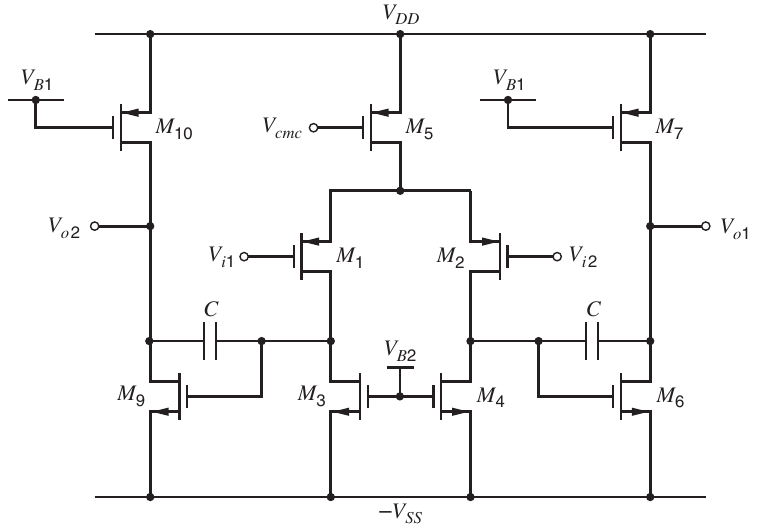 V_DD
V_B1
V_B1
M_10
V_cmc
M_5
M_7
V_o2
V_o1
V_i1
M_1
M_2
V_i2
C
C
V_B2
M_9
M_3
M_4
M_6
−V_SS